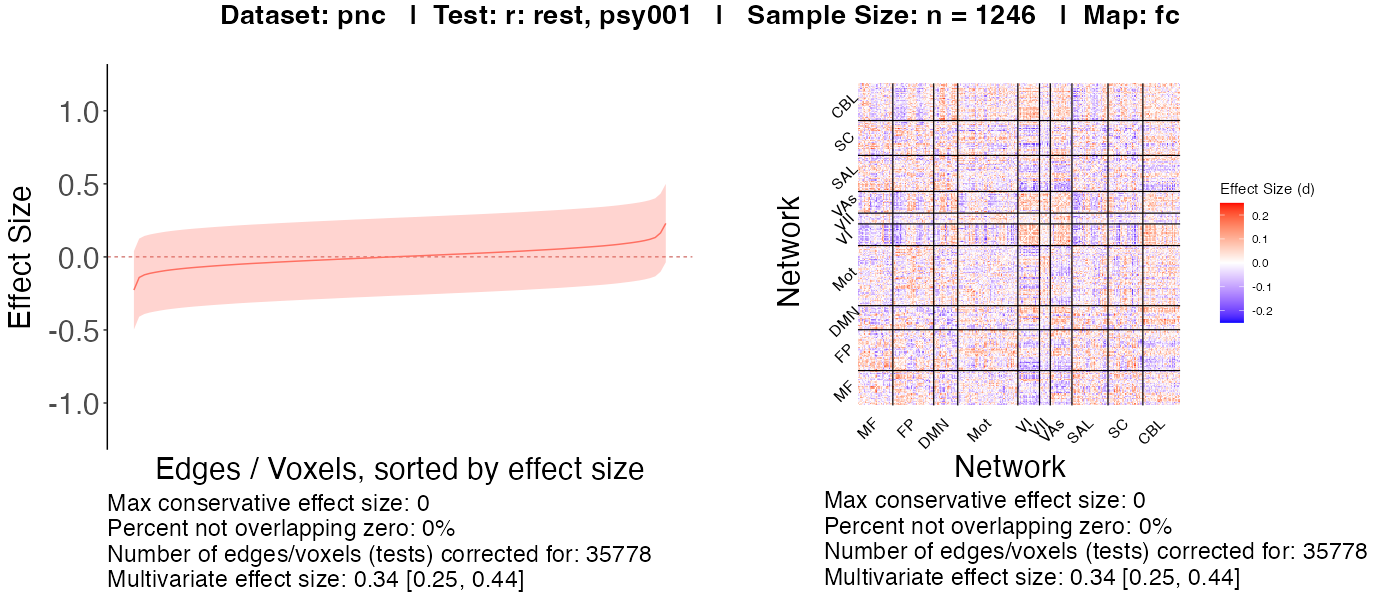 Dataset: pnc | Test: r: rest, psy001 | Sample Size: n = 1246 | Map: fc
Effect Size
1.0
0.5
0.0
-0.5
-1.0
Edges / Voxels, sorted by effect size
Max conservative effect size: 0
Percent not overlapping zero: 0%
Number of edges/voxels (tests) corrected for: 35778
Multivariate effect size: 0.34 [0.25, 0.44]
Network
CBL
SC
SAL
VAs
VII
VI
Mot
DMN
FP
MF
MF FP DMN Mot VI VII VAs SAL SC CBL
Network
Effect Size (d)
0.2
0.1
0.0
-0.1
-0.2
Max conservative effect size: 0
Percent not overlapping zero: 0%
Number of edges/voxels (tests) corrected for: 35778
Multivariate effect size: 0.34 [0.25, 0.44]